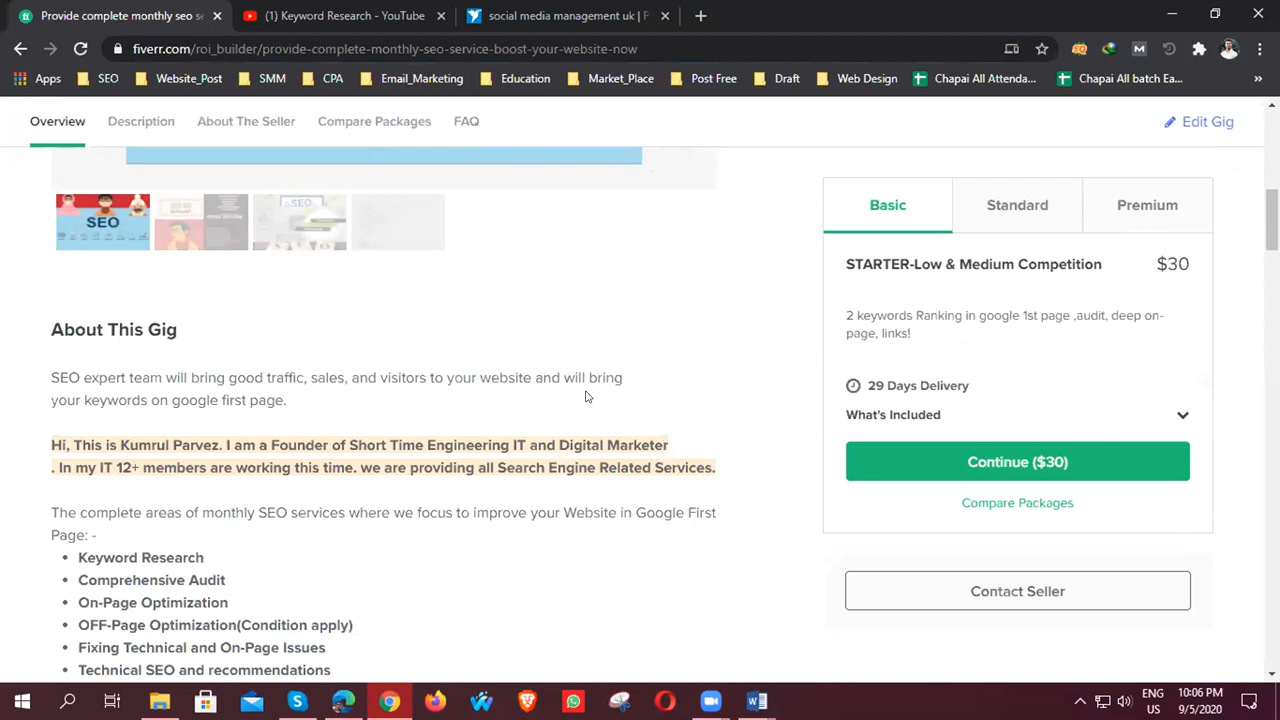 Provide complete monthly seo se
(1) Keyword Research - YouTube
social media management uk | F
fiverr.com/roi_builder/provide-complete-monthly-seo-service-boost-your-website-now
Apps SEO Website_Post SMM CPA Email_Marketing Education Market_Place Post Free Draft Web Design Chapai All Attenda... Chapai All batch Ea... »
Overview Description About The Seller Compare Packages FAQ Edit Gig
SEO
Basic Standard Premium
STARTER-Low & Medium Competition $30
2 keywords Ranking in google 1st page ,audit, deep on-
page, links!
29 Days Delivery
What's Included
Continue ($30)
Compare Packages
Contact Seller
About This Gig
SEO expert team will bring good traffic, sales, and visitors to your website and will bring
your keywords on google first page.
Hi, This is Kumrul Parvez. I am a Founder of Short Time Engineering IT and Digital Marketer
. In my IT 12+ members are working this time. we are providing all Search Engine Related Services.
The complete areas of monthly SEO services where we focus to improve your Website in Google First
Page: -
• Keyword Research
• Comprehensive Audit
• On-Page Optimization
• OFF-Page Optimization(Condition apply)
• Fixing Technical and On-Page Issues
• Technical SEO and recommendations
ENG
US
10:06 PM
9/5/2020